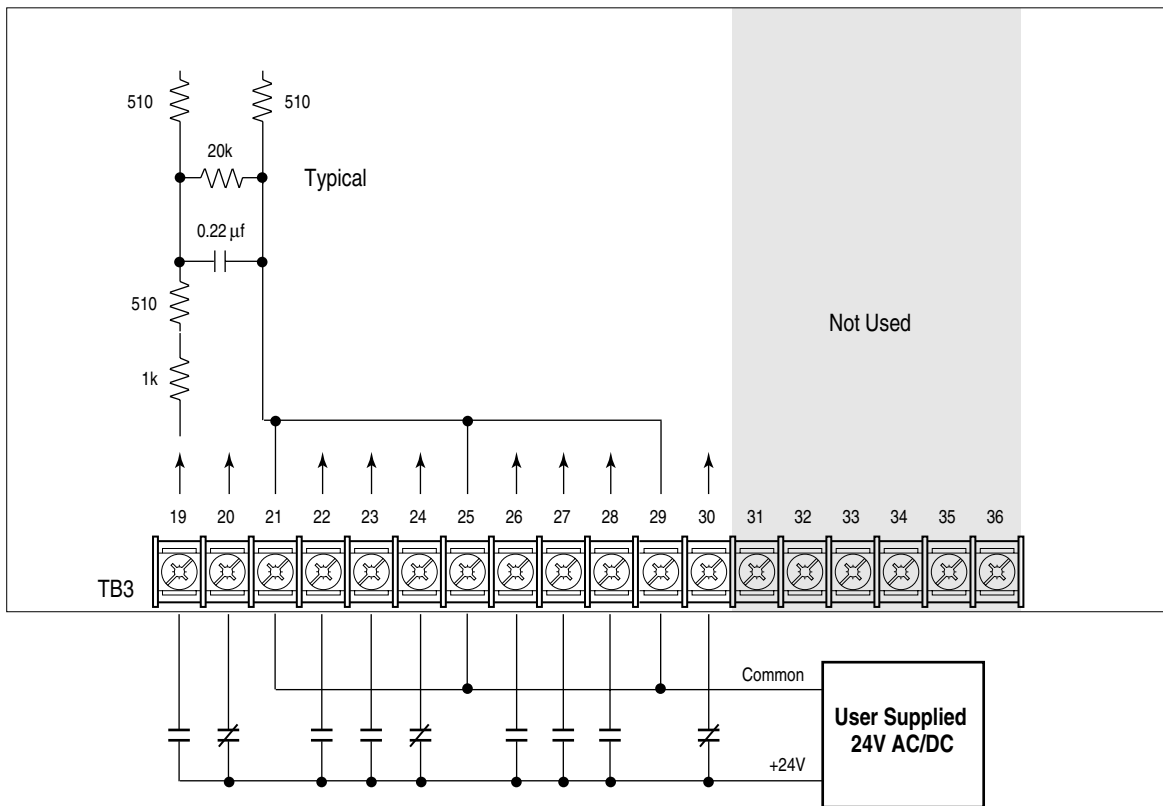 510
510
20k
Typical
0.22 µf
510
Not Used
1k
19 20 21 22 23 24 25 26 27 28 29 30 31 32 33 34 35 36
TB3
Common
User Supplied
24V AC/DC
+24V